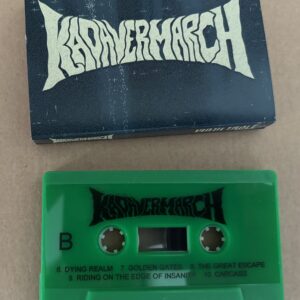 KADAVERMARCH
KADAVERMARCH
B
6. DYING REALM 7. GOLDEN GATES 8. THE GREAT ESCAPE
9. RIDING ON THE EDGE OF INSANITY 10. CARCASS